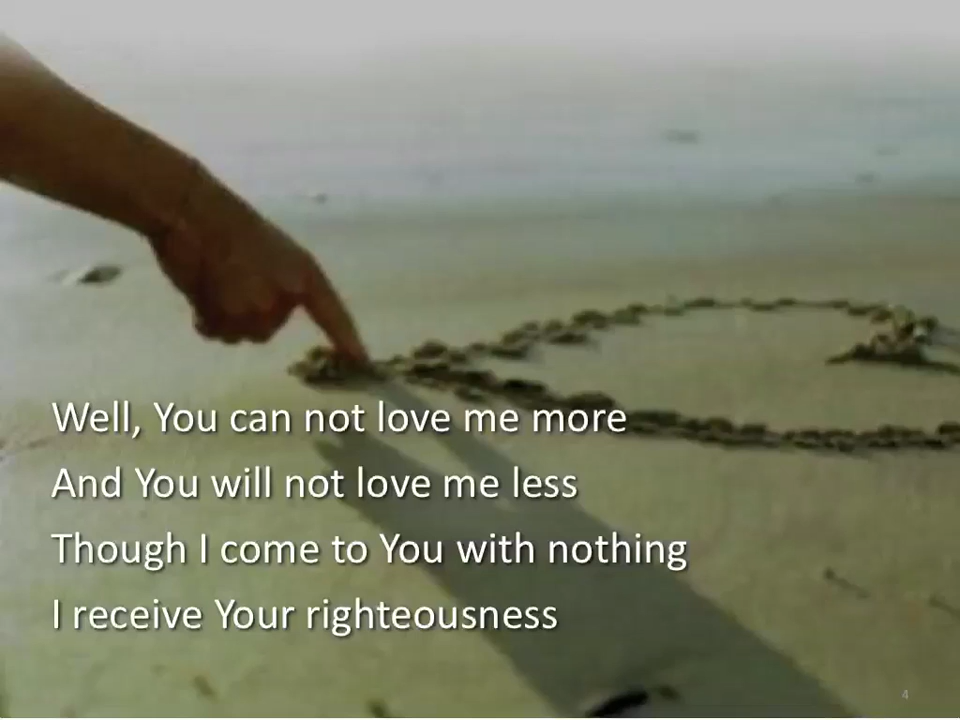 Well, You can not love me more
And You will not love me less
Though I come to You with nothing
I receive Your righteousness
4